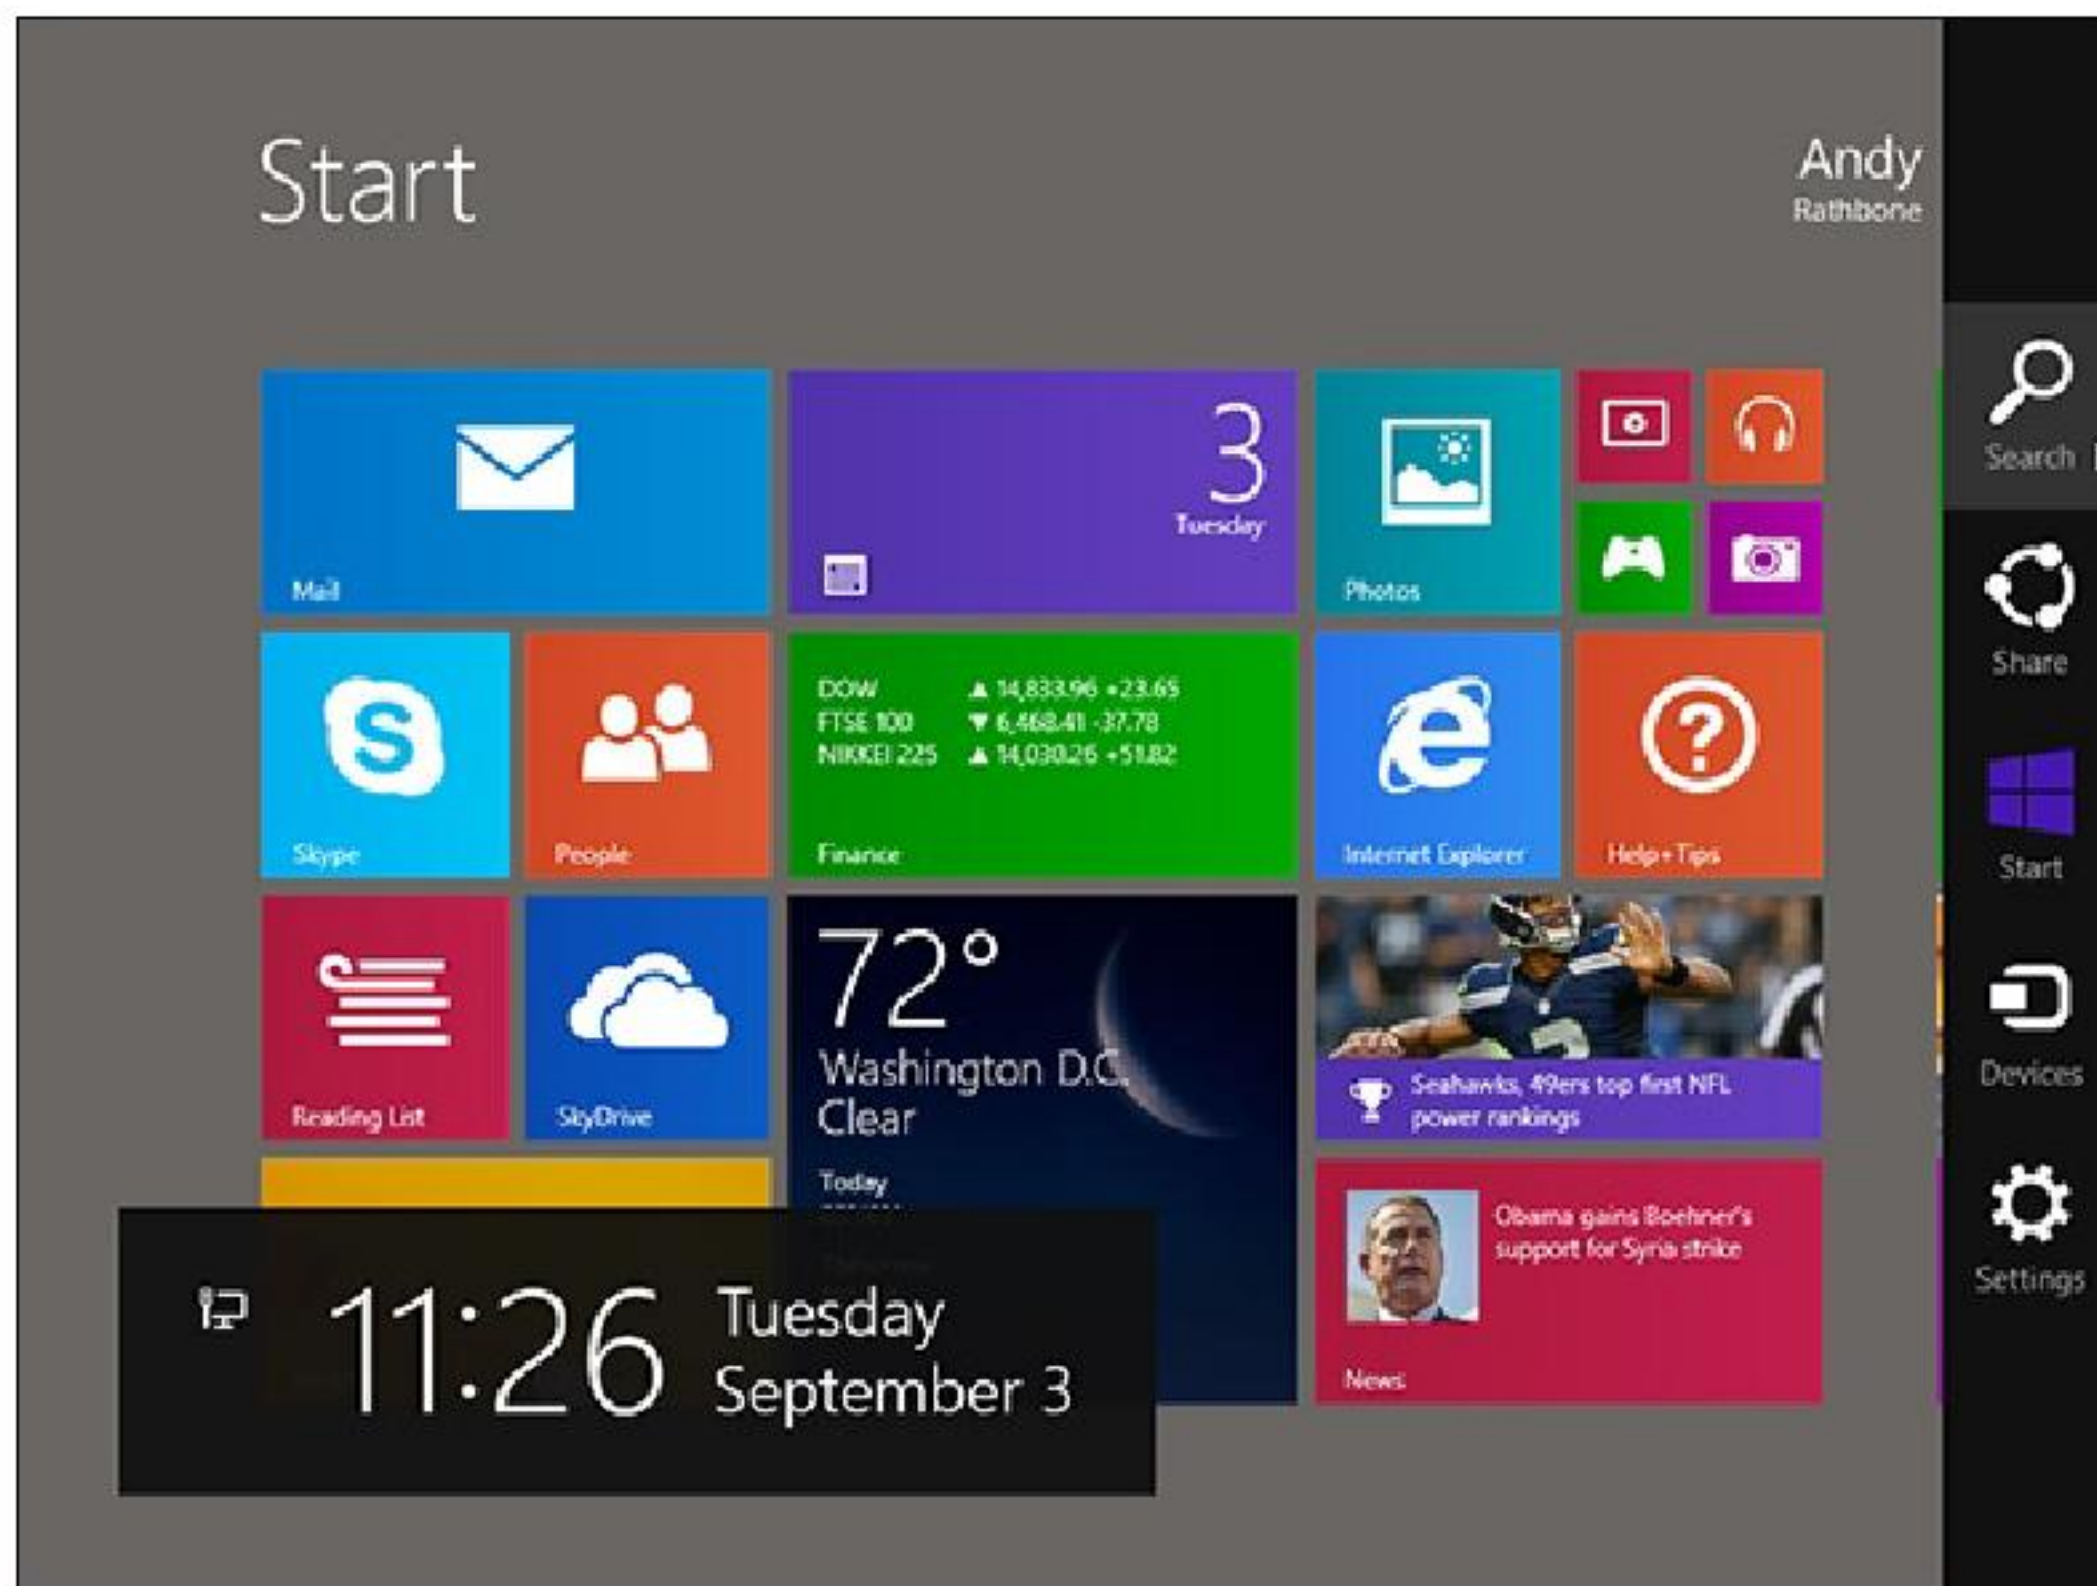 Start
Andy
Rathbone
Mail
3
Tuesday
Photos
Search
Share
Start
Devices
Settings
Skype
People
DOW ▲ 14,833.96 +23.65
FTSE 100 ▼ 6,468.41 -37.78
NIKKEI 225 ▲ 14,030.26 +51.82
Finance
Internet Explorer
Help+Tips
Reading List
SkyDrive
72°
Washington D.C.
Clear
Today
Seahawks, 49ers top first NFL
power rankings
Obama gains Boehner's
support for Syria strike
News
11:26
Tuesday
September 3